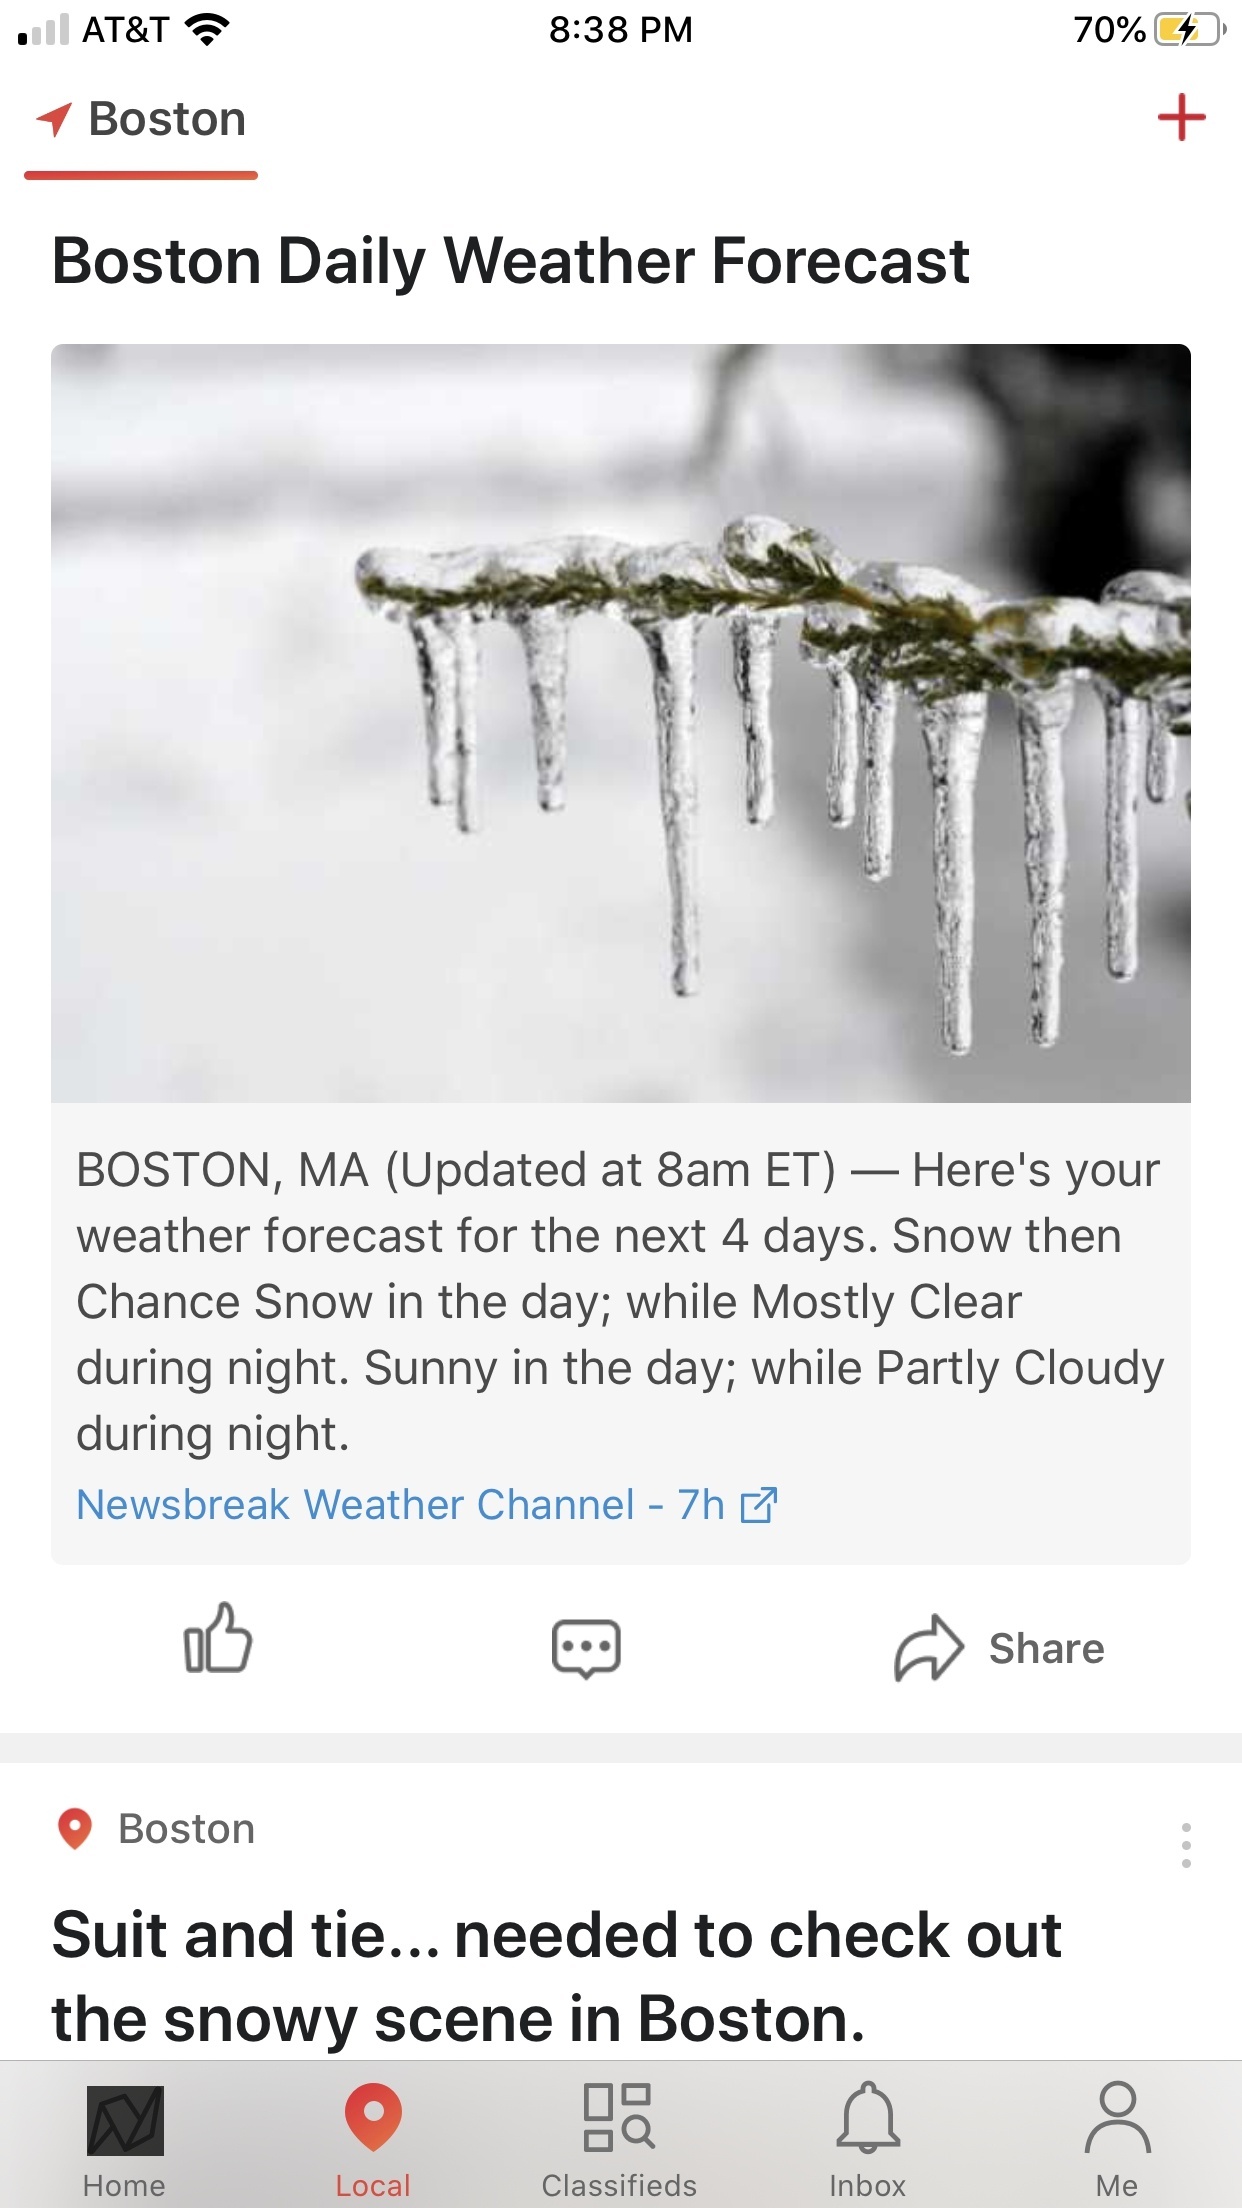 AT&T 8:38 PM 70%
Boston
Boston Daily Weather Forecast
BOSTON, MA (Updated at 8am ET) — Here's your
weather forecast for the next 4 days. Snow then
Chance Snow in the day; while Mostly Clear
during night. Sunny in the day; while Partly Cloudy
during night.
Newsbreak Weather Channel - 7h
Share
Boston
Suit and tie... needed to check out
the snowy scene in Boston.
Home Local Classifieds Inbox Me